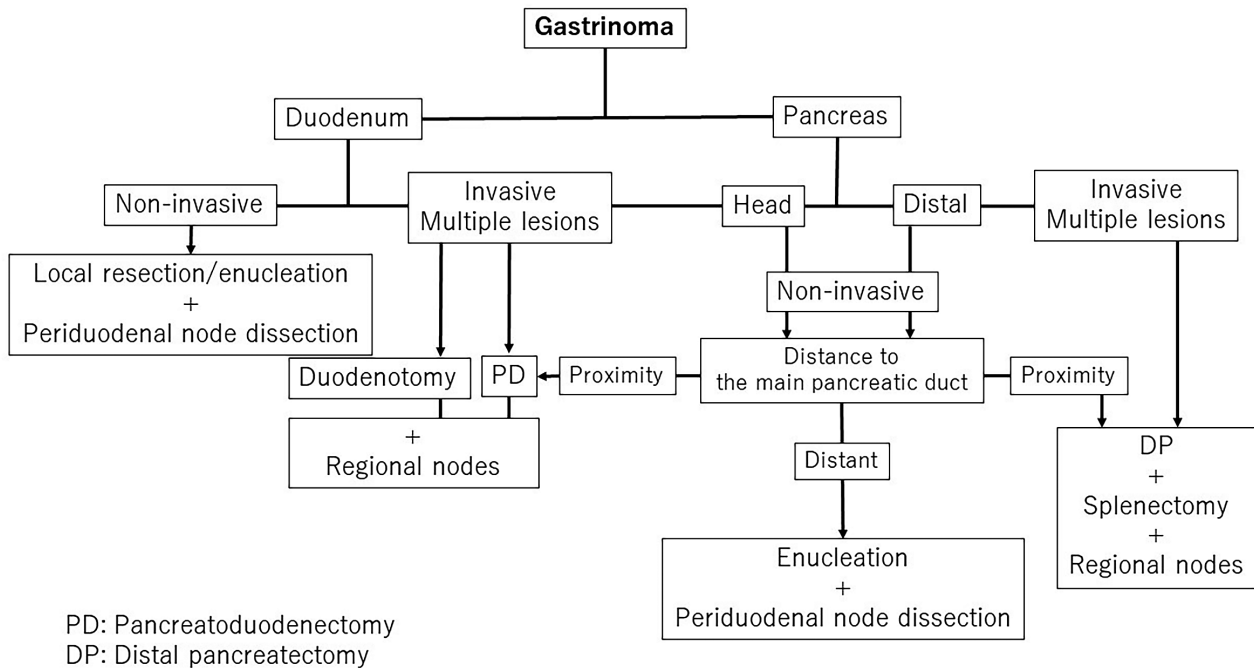 Gastrinoma
Duodenum
Pancreas
Non-invasive
Invasive
Multiple lesions
Head
Distal
Invasive
Multiple lesions
Local resection/enucleation
+
Periduodenal node dissection
Non-invasive
Duodenotomy
PD
Proximity
Distance to
the main pancreatic duct
Proximity
+
Regional nodes
Distant
DP
+
Splenectomy
+
Regional nodes
Enucleation
+
Periduodenal node dissection
PD: Pancreatoduodenectomy
DP: Distal pancreatectomy